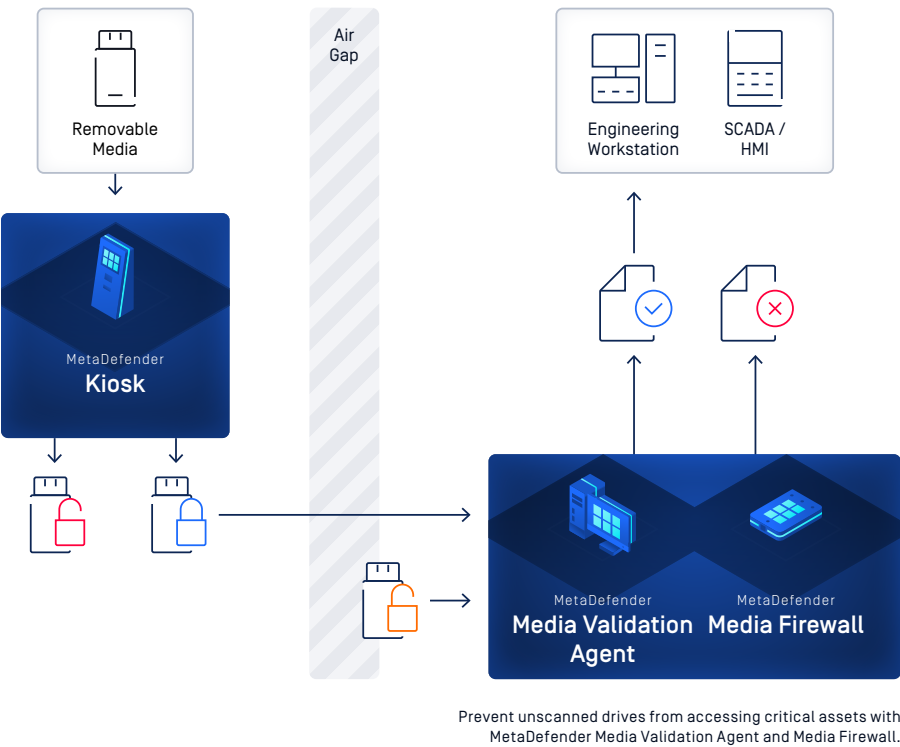 Removable
Media
Air
Gap
Engineering
Workstation
SCADA /
HMI
MetaDefender
Kiosk
MetaDefender
Media Validation
Agent
MetaDefender
Media Firewall
Prevent unscanned drives from accessing critical assets with
MetaDefender Media Validation Agent and Media Firewall.